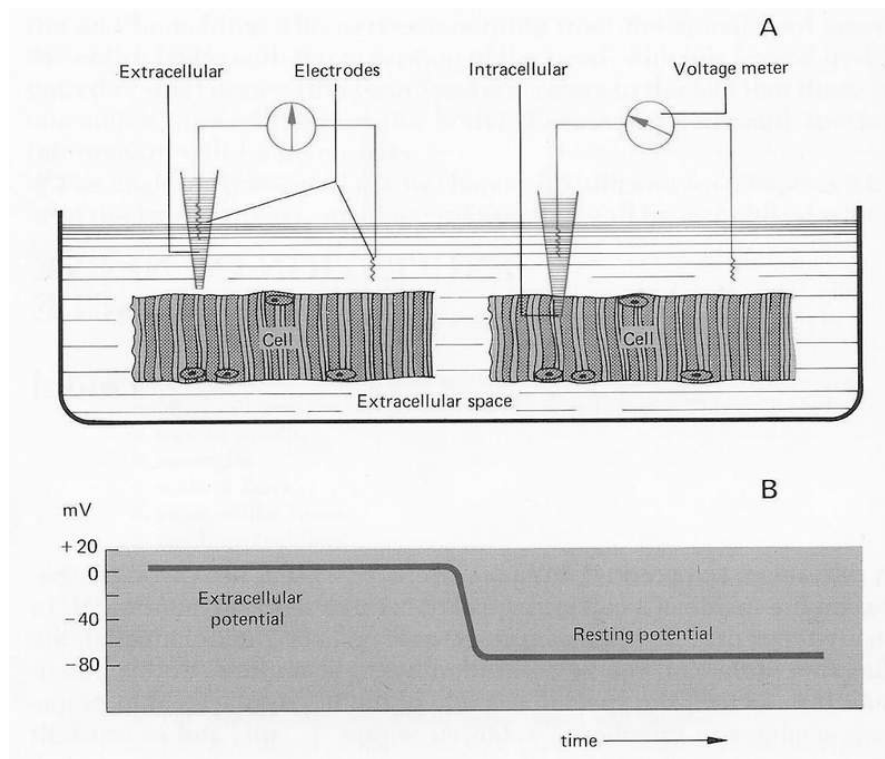 A
Extracellular Electrodes Intracellular Voltage meter
Cell Cell
Extracellular space
B
mV
+20
0
Extracellular
potential
-40
Resting potential
-80
time